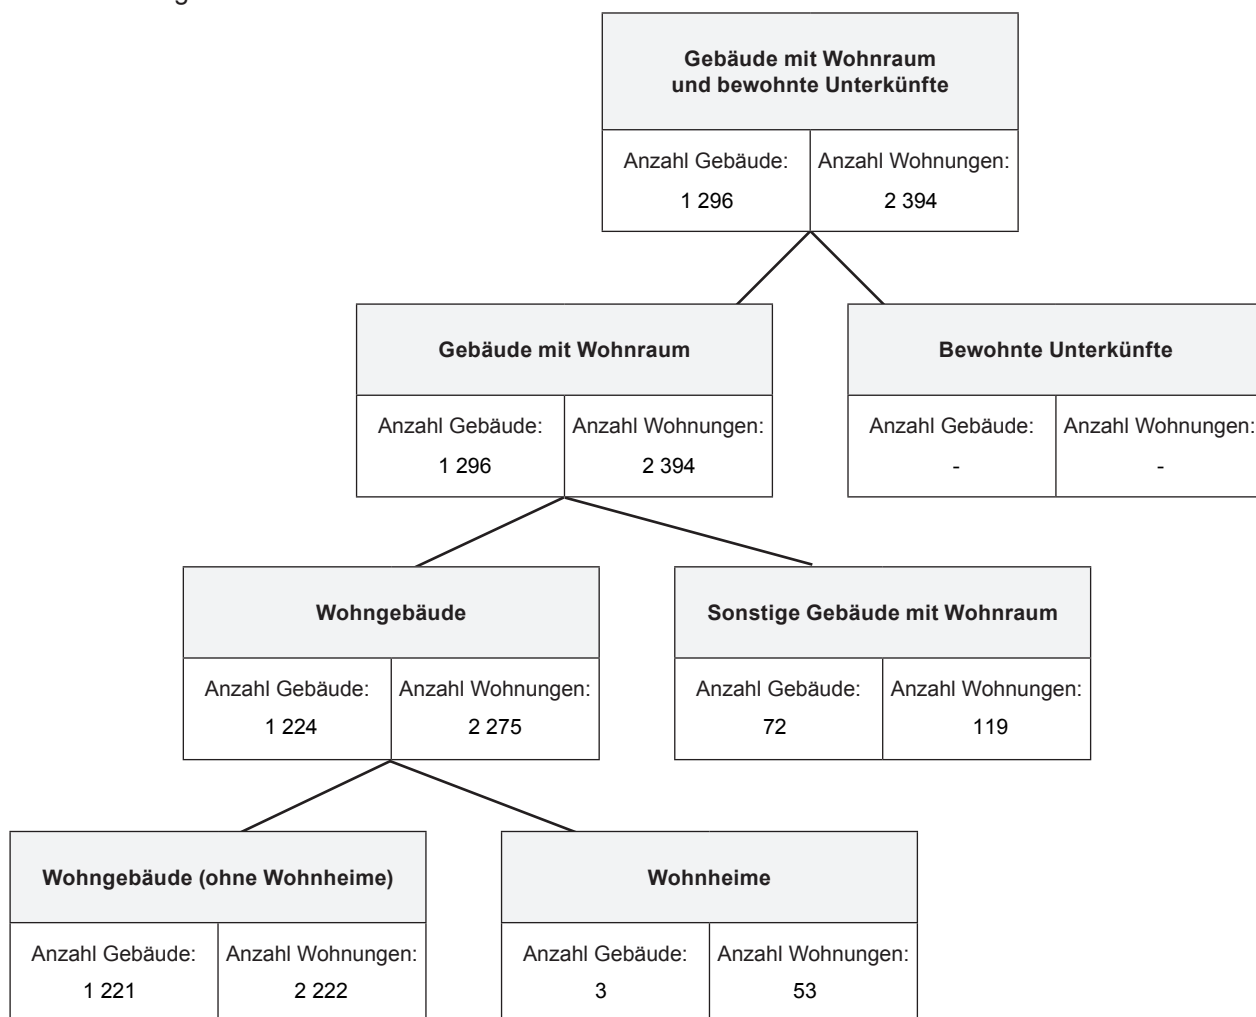 Gebäude mit Wohnraum
und bewohnte Unterkünfte
Anzahl Gebäude: Anzahl Wohnungen:
1 296 2 394
Gebäude mit Wohnraum Bewohnte Unterkünfte
Anzahl Gebäude: Anzahl Wohnungen: Anzahl Gebäude: Anzahl Wohnungen:
1 296 2 394 - -
Wohngebäude Sonstige Gebäude mit Wohnraum
Anzahl Gebäude: Anzahl Wohnungen: Anzahl Gebäude: Anzahl Wohnungen:
1 224 2 275 72 119
Wohngebäude (ohne Wohnheime) Wohnheime
Anzahl Gebäude: Anzahl Wohnungen: Anzahl Gebäude: Anzahl Wohnungen:
1 221 2 222 3 53